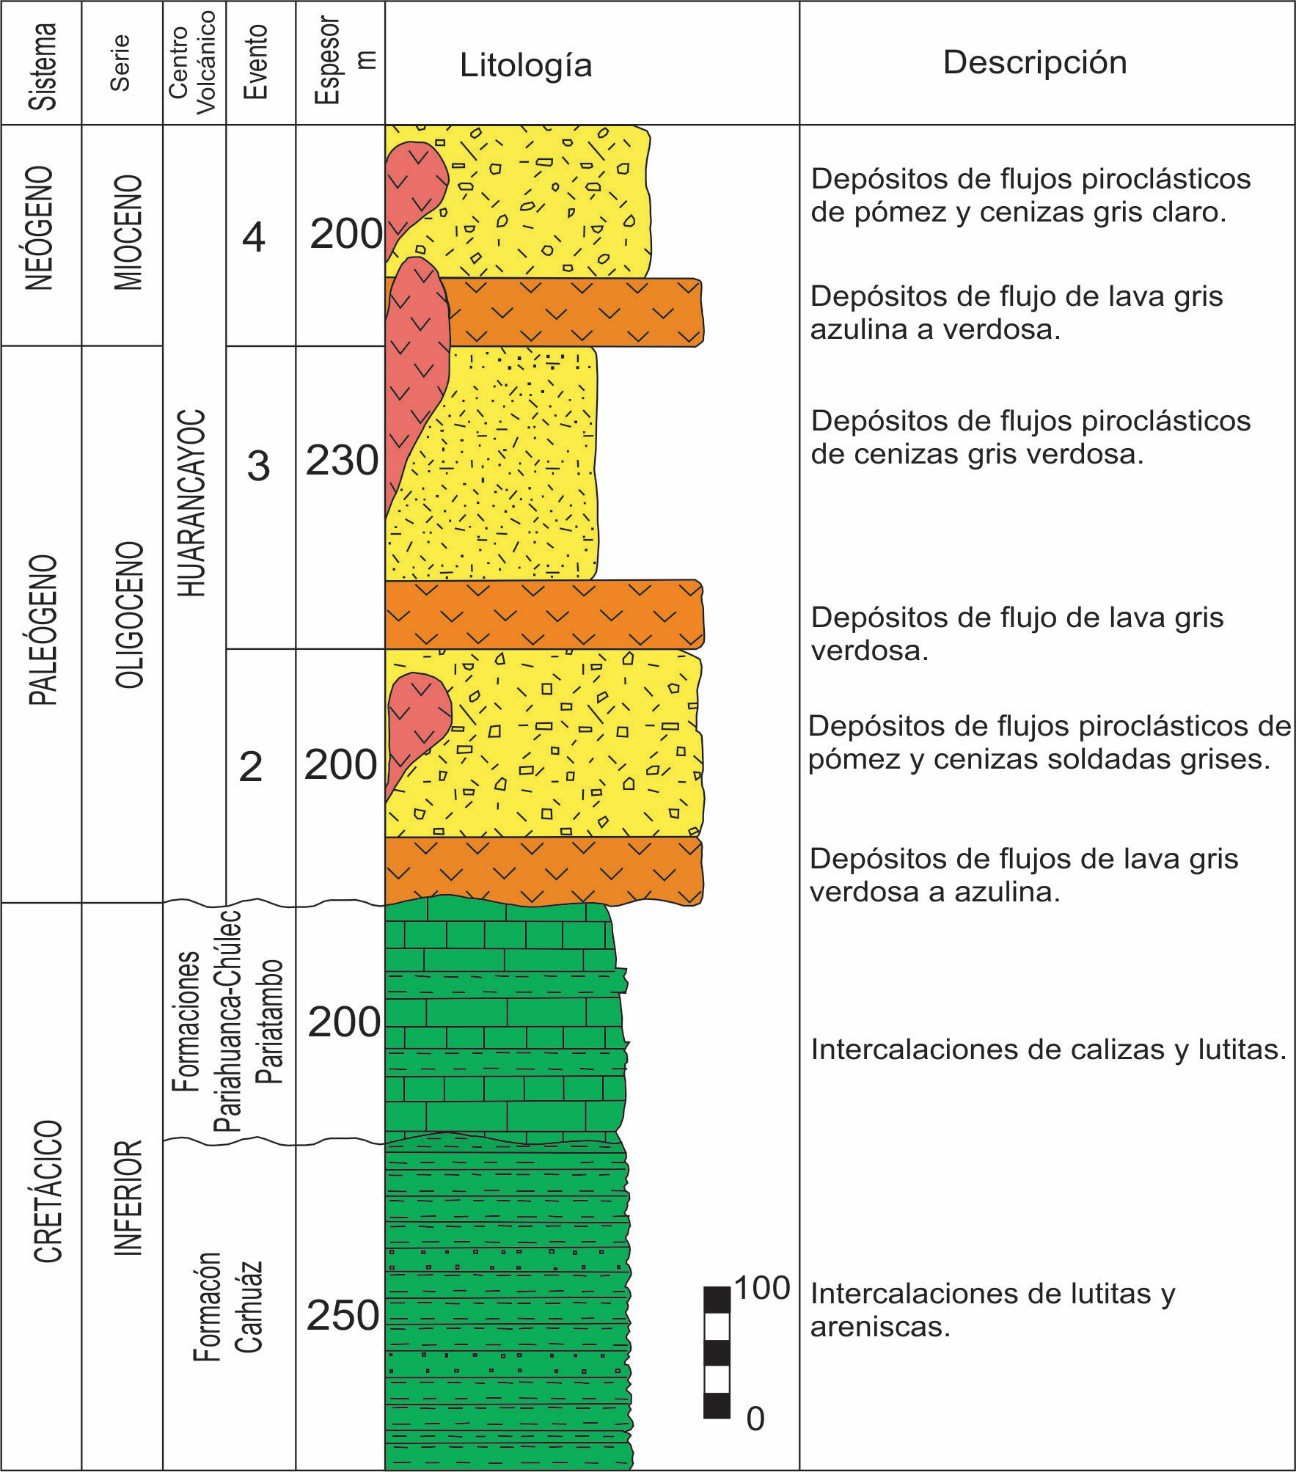 Sistema
Serie
Centro
Volcánico
Evento
Espesor
m
Litología
Descripción
NEÓGENO
MIOCENO
HUARANCAYOC
4
200
Depósitos de flujos piroclásticos
de pómez y cenizas gris claro.
Depósitos de flujo de lava gris
azulina a verdosa.
PALEÓGENO
OLIGOCENO
3
230
Depósitos de flujos piroclásticos
de cenizas gris verdosa.
Depósitos de flujo de lava gris
verdosa.
2
200
Depósitos de flujos piroclásticos de
pómez y cenizas soldadas grises.
Depósitos de flujos de lava gris
verdosa a azulina.
CRETÁCICO
INFERIOR
Formaciones
Pariahuanca-Chúlec
Pariatambo
200
Intercalaciones de calizas y lutitas.
Formacón
Carhuáz
250
100
0
Intercalaciones de lutitas y
areniscas.